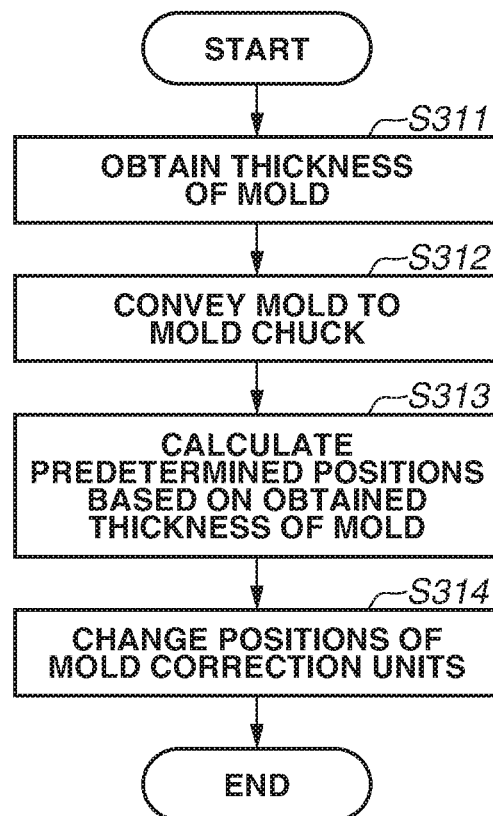 START
S311
OBTAIN THICKNESS
OF MOLD
S312
CONVEY MOLD TO
MOLD CHUCK
S313
CALCULATE
PREDETERMINED POSITIONS
BASED ON OBTAINED
THICKNESS OF MOLD
S314
CHANGE POSITIONS OF
MOLD CORRECTION UNITS
END